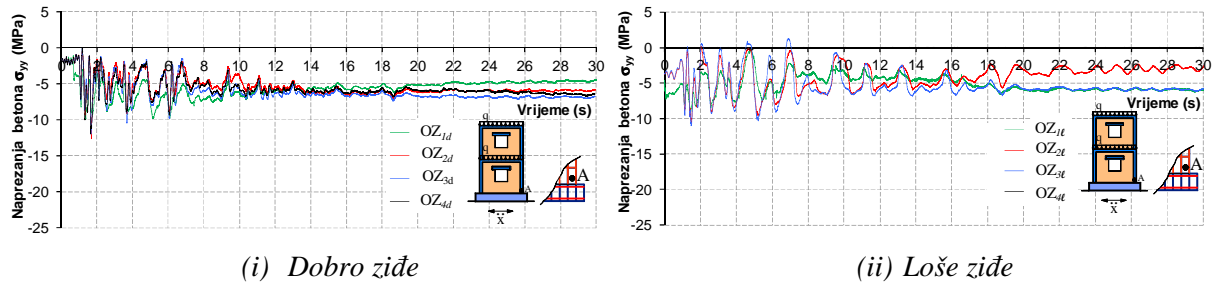 Naprezanja betona σyy (MPa)
5
0
-5
-10
-15
-20
-25
0 2 4 6 8 10 12 14 16 18 20 22 24 26 28 30
Vrijeme (s)
OZ1d
OZ2d
OZ3d
OZ4d
q
q
A
ẍ
A
(i) Dobro ziđe
Naprezanja betona σyy (MPa)
5
0
-5
-10
-15
-20
-25
0 2 4 6 8 10 12 14 16 18 20 22 24 26 28 30
Vrijeme (s)
OZ1ℓ
OZ2ℓ
OZ3ℓ
OZ4ℓ
q
q
A
ẍ
A
(ii) Loše ziđe